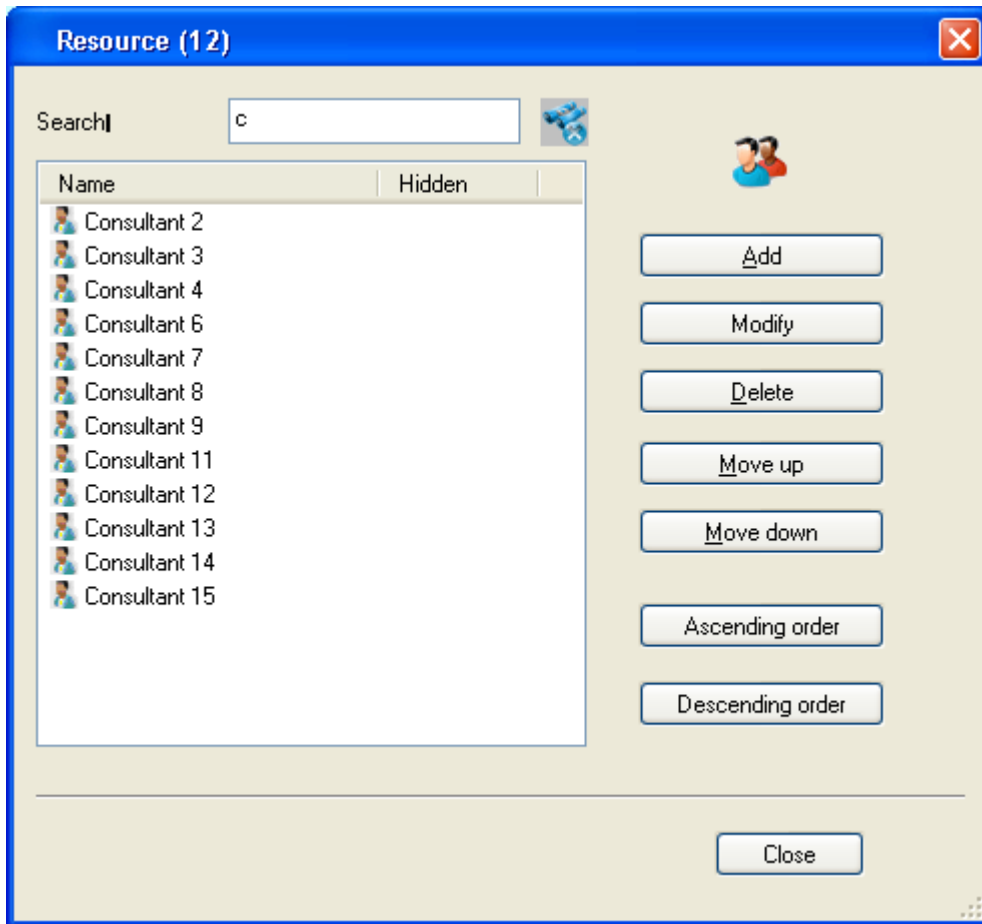 Resource (12)
Search
c
Name Hidden
Consultant 2
Consultant 3
Consultant 4
Consultant 6
Consultant 7
Consultant 8
Consultant 9
Consultant 11
Consultant 12
Consultant 13
Consultant 14
Consultant 15
Add
Modify
Delete
Move up
Move down
Ascending order
Descending order
Close